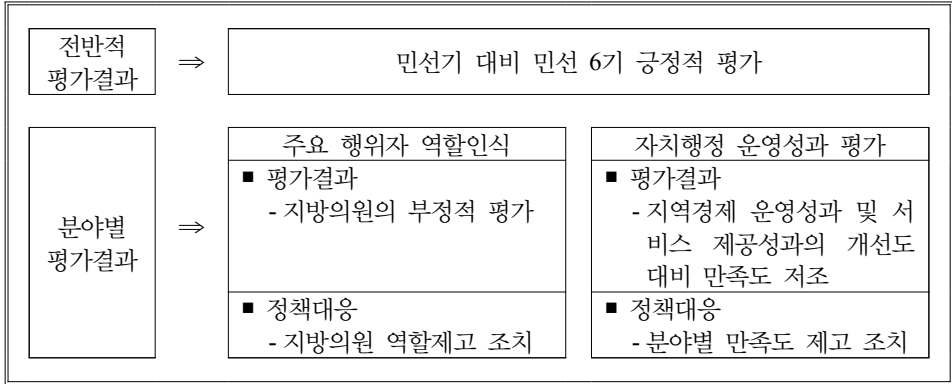 전반적
평가결과
⇒
민선기 대비 민선 6기 긍정적 평가
분야별
평가결과
⇒
주요 행위자 역할인식
■ 평가결과
- 지방의원의 부정적 평가
■ 정책대응
- 지방의원 역할제고 조치
자치행정 운영성과 평가
■ 평가결과
- 지역경제 운영성과 및 서
비스 제공성과의 개선도
대비 만족도 저조
■ 정책대응
- 분야별 만족도 제고 조치